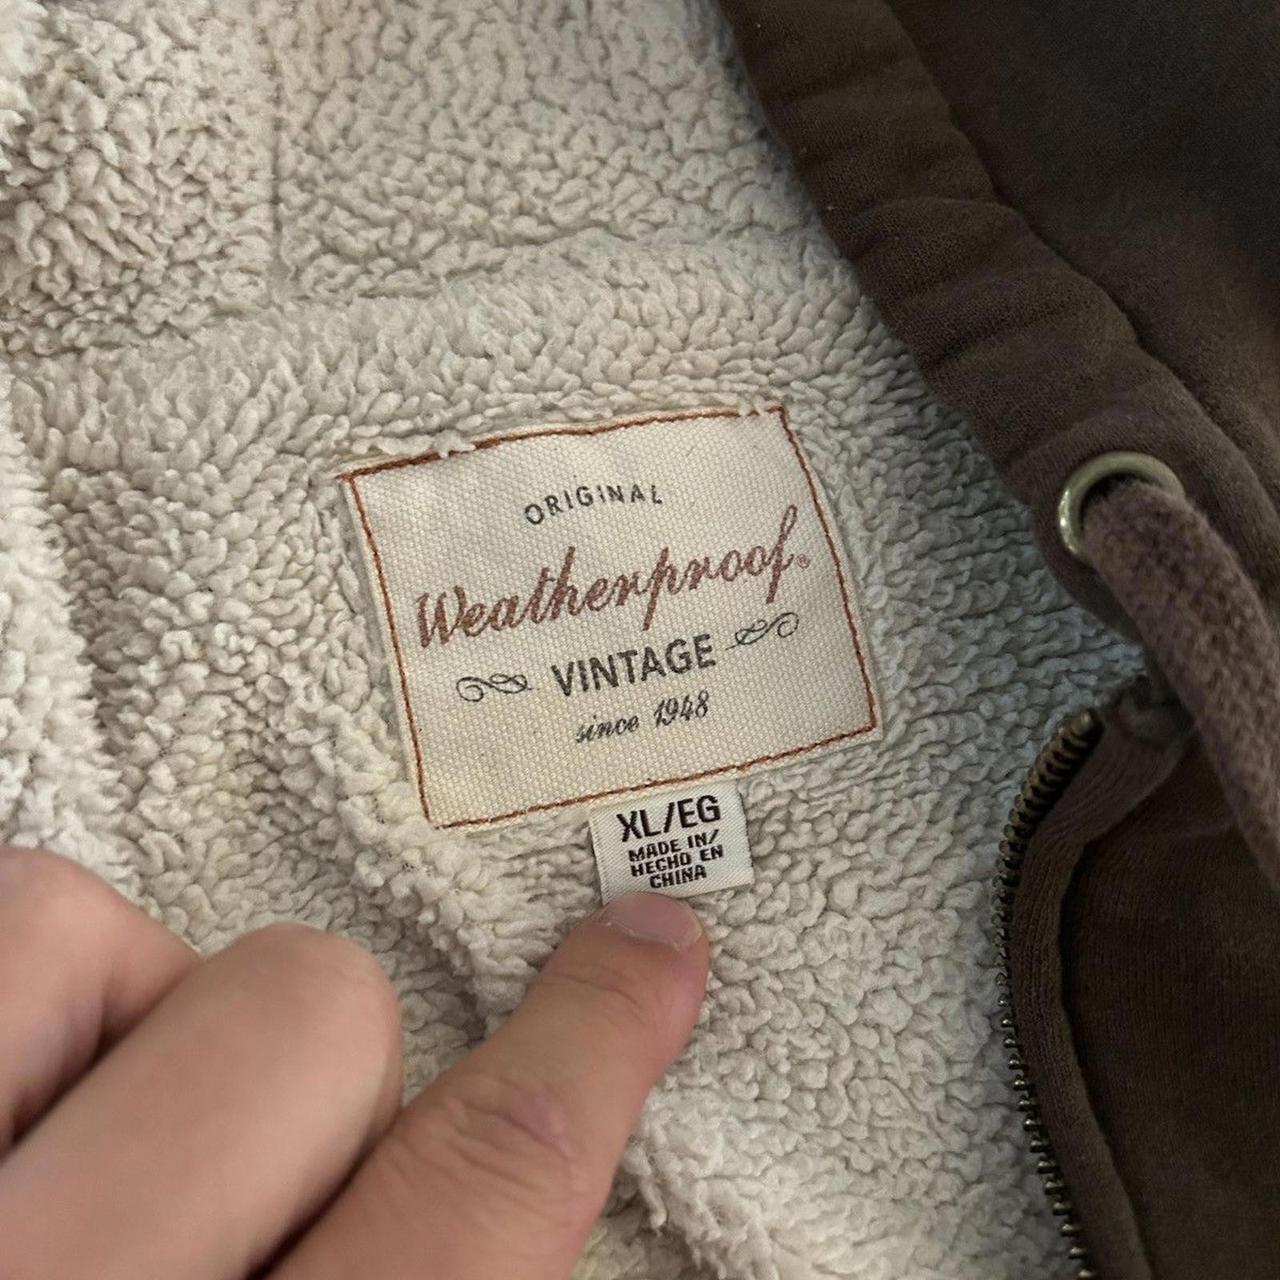 ORIGINAL
Weatherproof®
VINTAGE
since 1948
XL/EG
MADE IN/
HECHO EN
CHINA